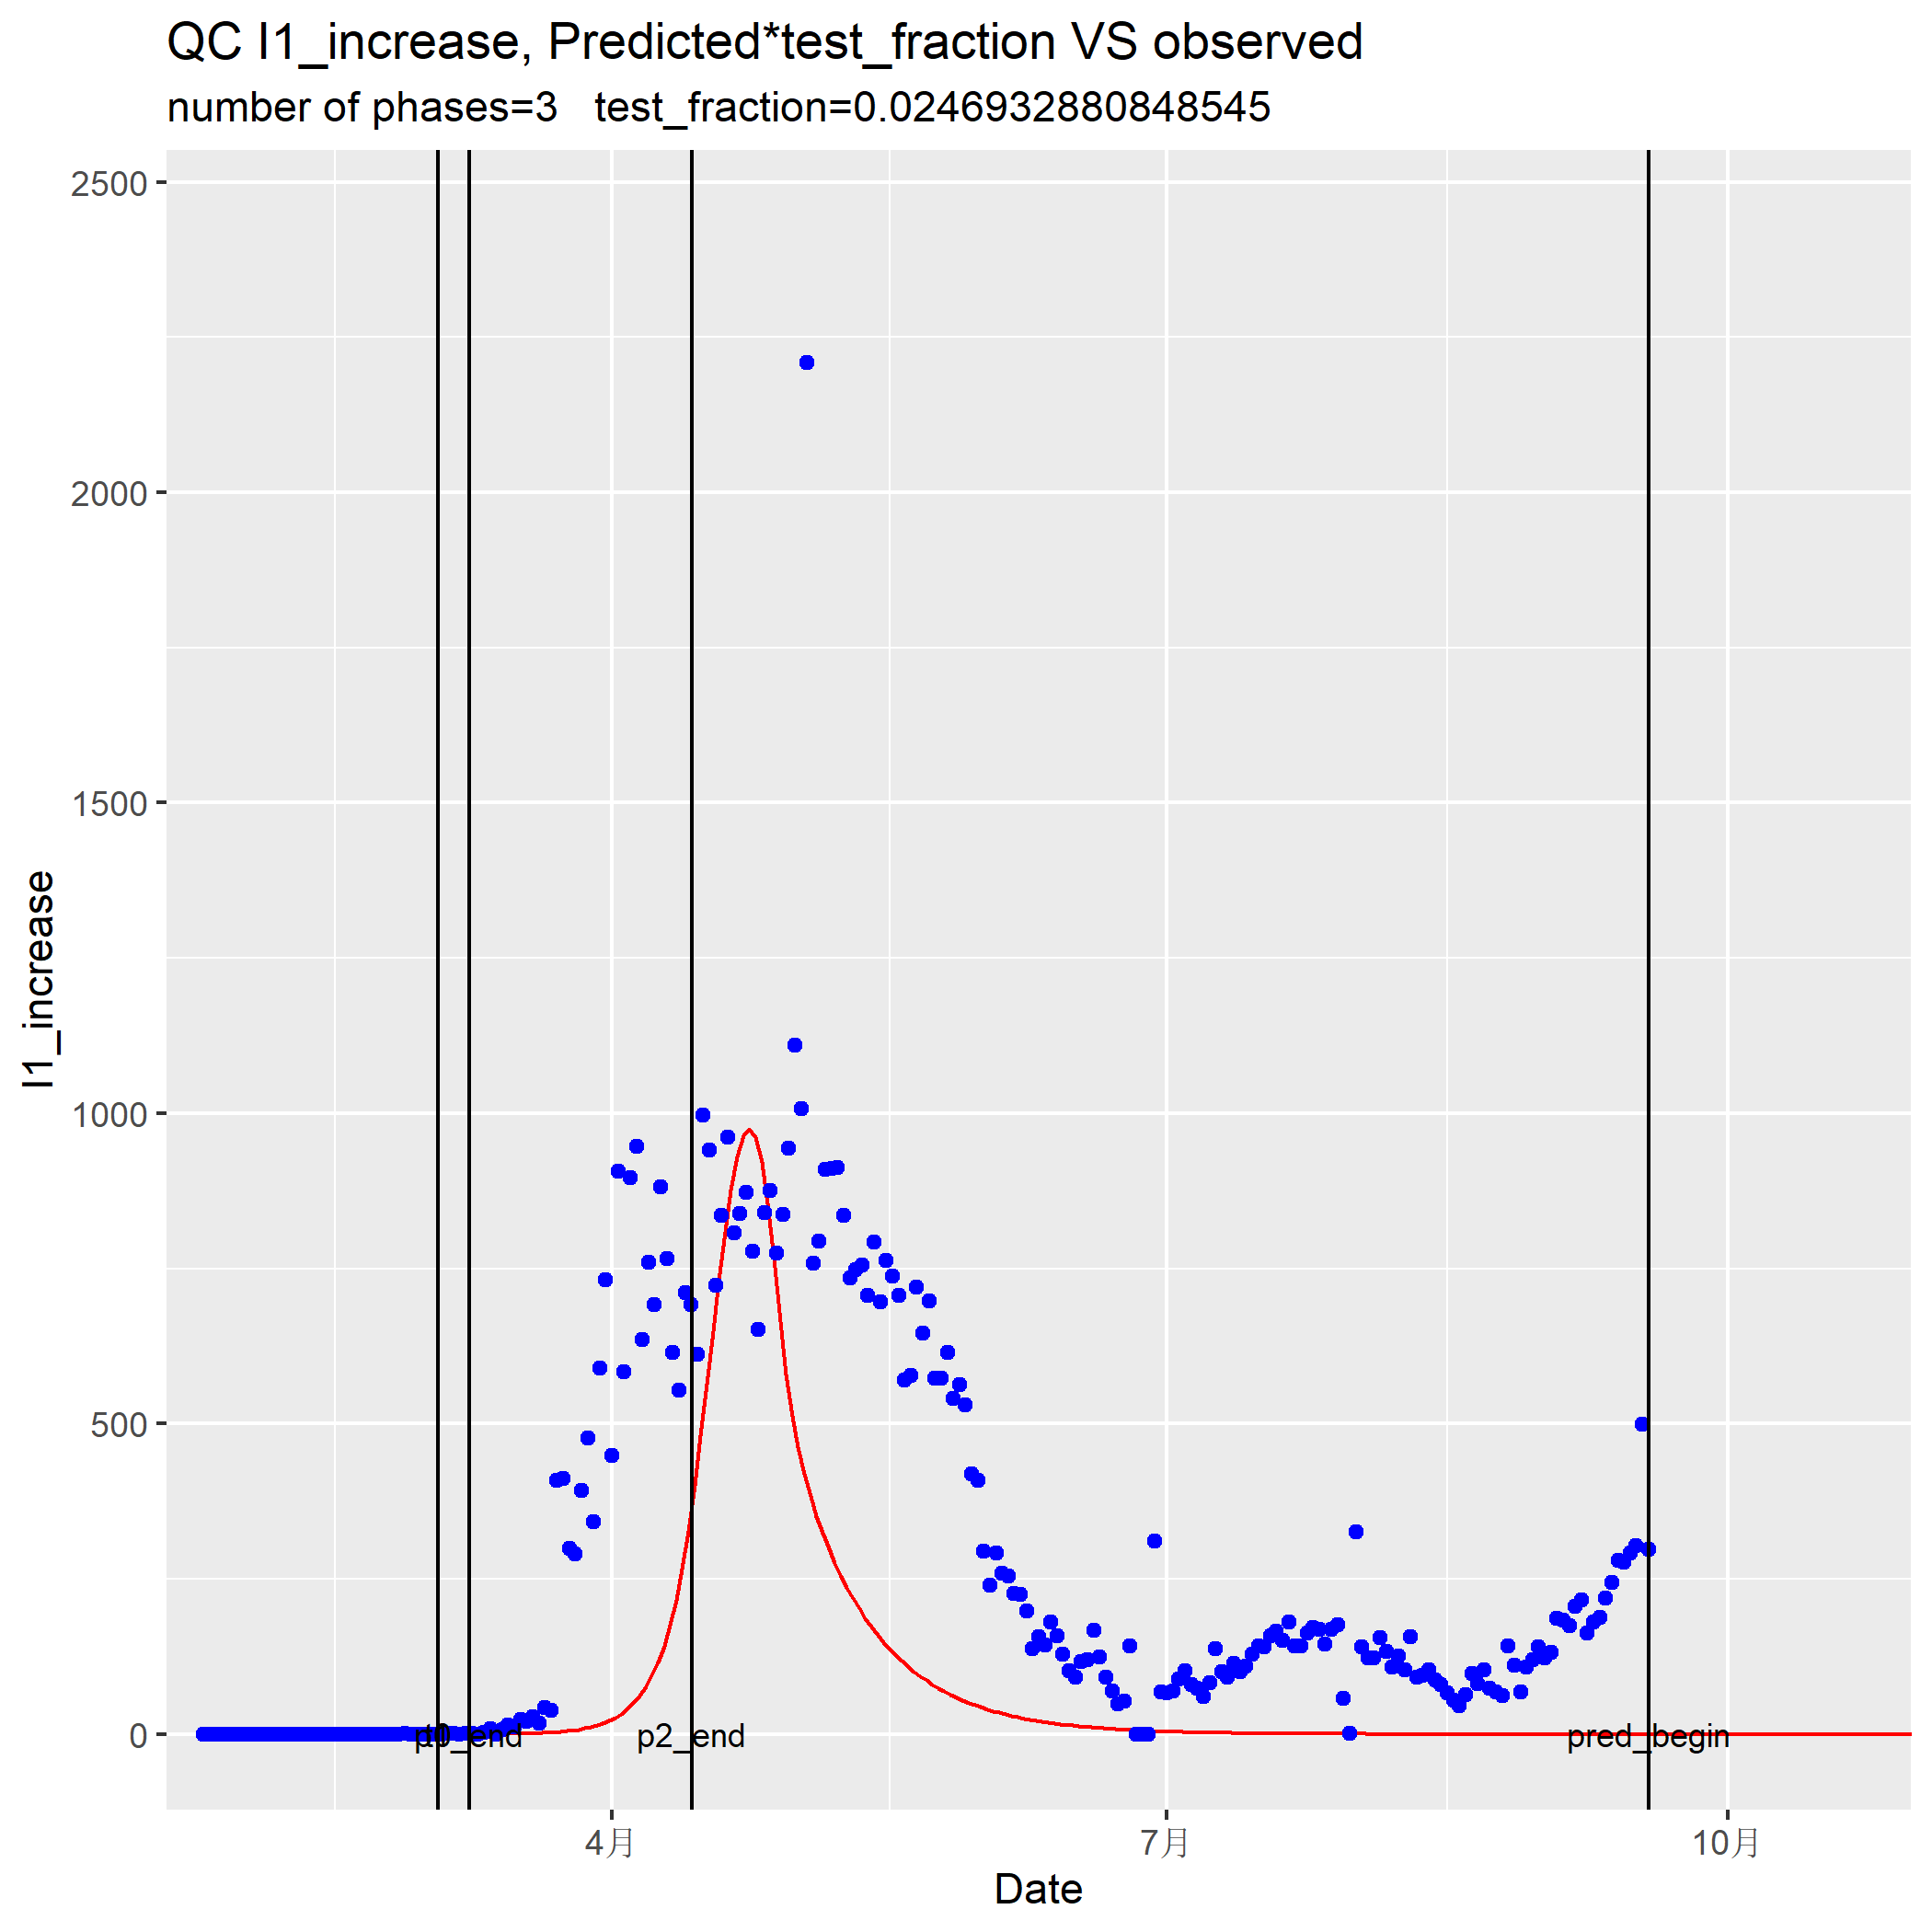 QC I1_increase, Predicted*test_fraction VS observed
number of phases=3 test_fraction=0.0246932880848545
2500
2000
1500
1000
500
0
I1_increase
p2_end
pred_begin
4月
7月
10月
Date